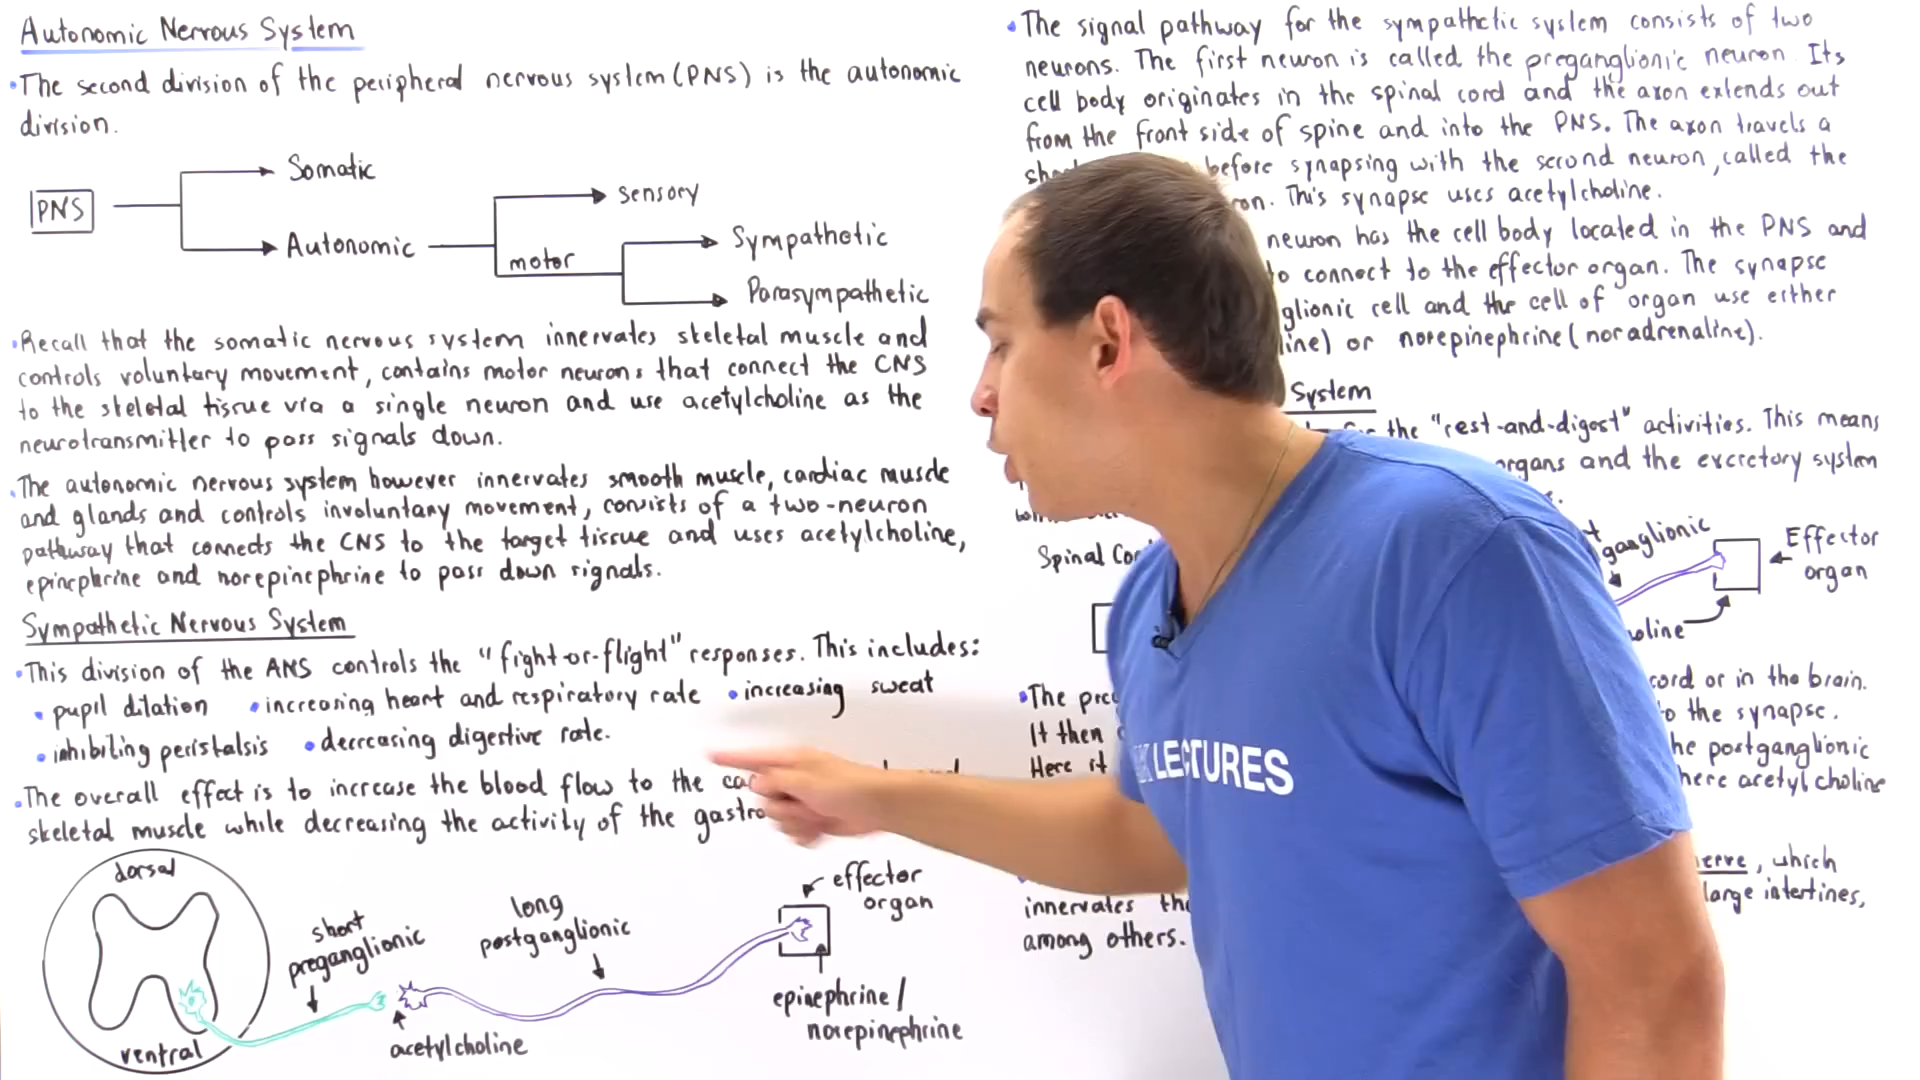 Autonomic Nervous System
•The second division of the peripheral nervous system (PNS) is the autonomic
division.
PNS
Somatic
Autonomic
sensory
motor
Sympathetic
Parasympathetic
•Recall that the somatic nervous system innervates skeletal muscle and
controls voluntary movement, contains motor neurons that connect the CNS
to the skeletal tissue via a single neuron and use acetylcholine as the
neurotransmitter to pass signals down.
•The autonomic nervous system however innervates smooth muscle, cardiac muscle
and glands and controls involuntary movement, consists of a two-neuron
pathway that connects the CNS to the target tissue and uses acetylcholine,
epinephrine and norepinephrine to pass down signals.
Sympathetic Nervous System
•This division of the ANS controls the "fight-or-flight" responses. This includes:
•pupil dilation •increasing heart and respiratory rate •increasing sweat
•inhibiting peristalsis •decreasing digestive rate.
•The overall effect is to increase the blood flow to the
skeletal muscle while decreasing the activity of the
dorsal
ventral
short
preganglionic
acetylcholine
long
postganglionic
effector
organ
epinephrine/
norepinephrine
•The signal pathway for the sympathetic system consists of two
neurons. The first neuron is called the preganglionic neuron. Its
cell body originates in the spinal cord and the axon extends out
from the front side of spine and into the PNS. The axon travels a
before synapsing with the second neuron, called the
This synapse uses acetylcholine.
neuron has the cell body located in the PNS and
to connect to the effector organ. The synapse
cell and the cell of organ use either
or norepinephrine (noradrenaline).
System
the "rest-and-digest" activities. This means
organs and the excretory system
Spinal
ganglionic
Effector
organ
•The
cord or in the brain.
It then
to the synapse.
Here it
the postganglionic
here acetylcholine
nerve, which
innervates
large intertines,
among others.
LECTURES